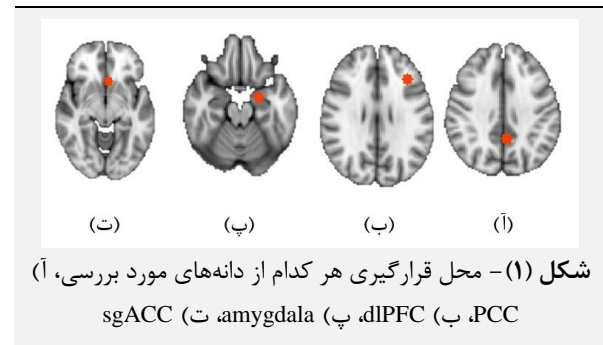 (آ) (ب) (پ) (ت)
شکل (۱)- محل قرارگیری هر کدام از دانه‌های مورد بررسی، آ)
PCC، ب) dlPFC، پ) amygdala، ت) sgACC